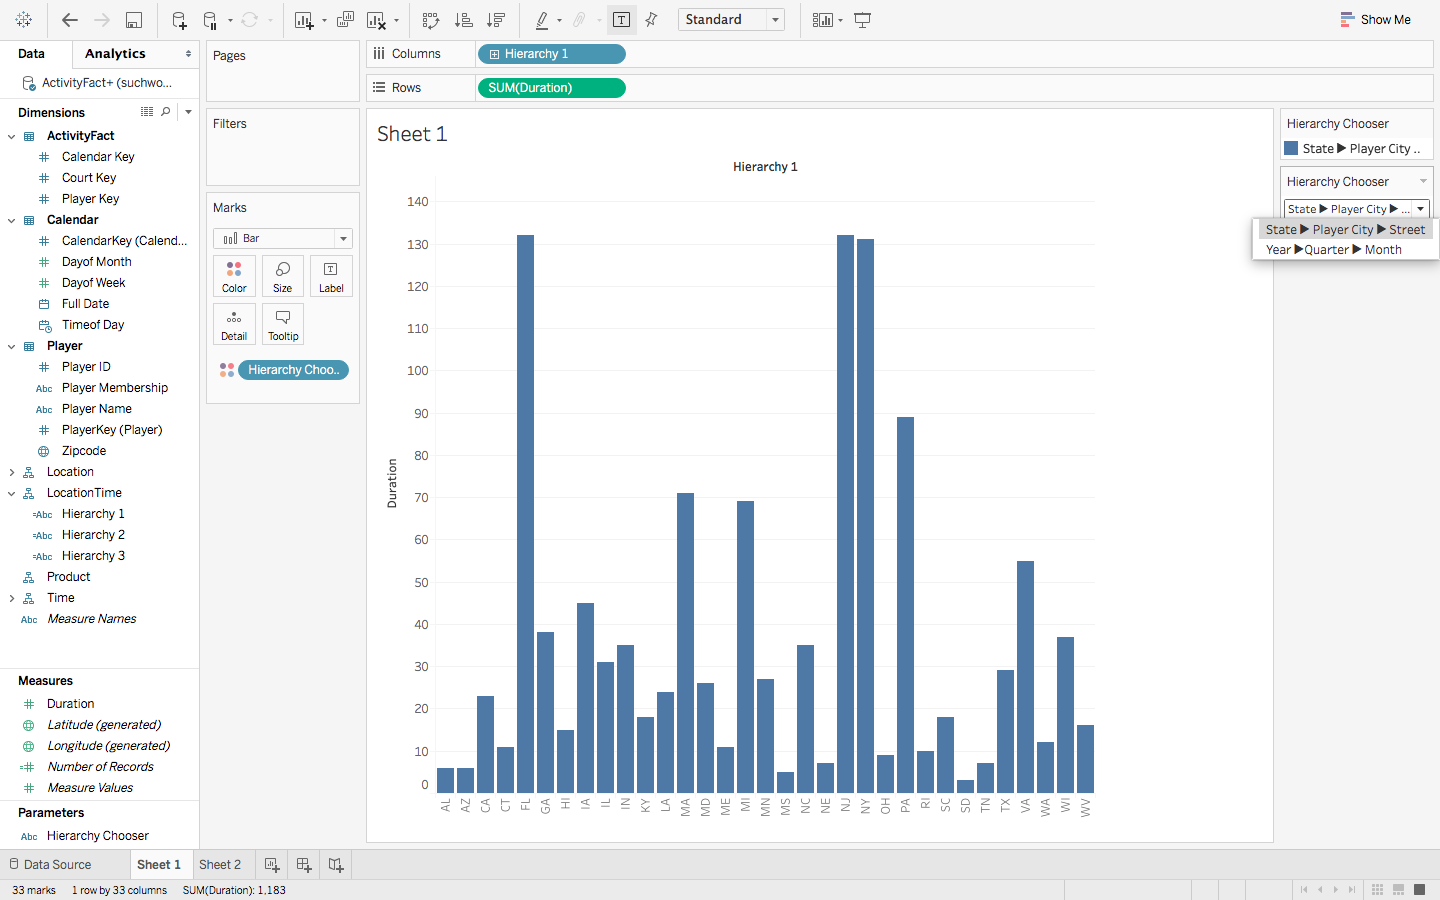 Standard
Show Me
Data
Analytics
ActivityFact+ (suchwo...
Dimensions
ActivityFact
Calendar Key
Court Key
Player Key
Calendar
CalendarKey (Calend...
Dayof Month
Dayof Week
Full Date
Timeof Day
Player
Player ID
Abc Player Membership
Abc Player Name
PlayerKey (Player)
Zipcode
Location
LocationTime
=Abc Hierarchy 1
=Abc Hierarchy 2
=Abc Hierarchy 3
Product
Time
Abc Measure Names
Measures
Duration
Latitude (generated)
Longitude (generated)
Number of Records
Measure Values
Parameters
Abc Hierarchy Chooser
Pages
Filters
Marks
Bar
Color Size Label
Detail Tooltip
Hierarchy Choo..
Columns Hierarchy 1
Rows SUM(Duration)
Sheet 1
Hierarchy 1
Duration
140
130
120
110
100
90
80
70
60
50
40
30
20
10
0
AL AZ CA CT FL GA HI IA IL IN KY LA MA MD ME MI MN MS NC NE NJ NY OH PA RI SC SD TN TX VA WA WI WV
Hierarchy Chooser
State ▶ Player City ..
Hierarchy Chooser
State ▶ Player City ▶ ...
State ▶ Player City ▶ Street
Year ▶Quarter ▶ Month
Data Source Sheet 1 Sheet 2
33 marks 1 row by 33 columns SUM(Duration): 1,183